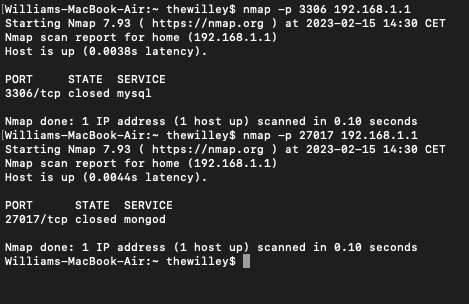 [Williams-MacBook-Air:~ thewilley$ nmap -p 3306 192.168.1.1
Starting Nmap 7.93 ( https://nmap.org ) at 2023-02-15 14:30 CET
Nmap scan report for home (192.168.1.1)
Host is up (0.0038s latency).
PORT     STATE  SERVICE
3306/tcp closed mysql
Nmap done: 1 IP address (1 host up) scanned in 0.10 seconds
[Williams-MacBook-Air:~ thewilley$ nmap -p 27017 192.168.1.1
Starting Nmap 7.93 ( https://nmap.org ) at 2023-02-15 14:30 CET
Nmap scan report for home (192.168.1.1)
Host is up (0.0044s latency).
PORT      STATE  SERVICE
27017/tcp closed mongod
Nmap done: 1 IP address (1 host up) scanned in 0.10 seconds
Williams-MacBook-Air:~ thewilley$